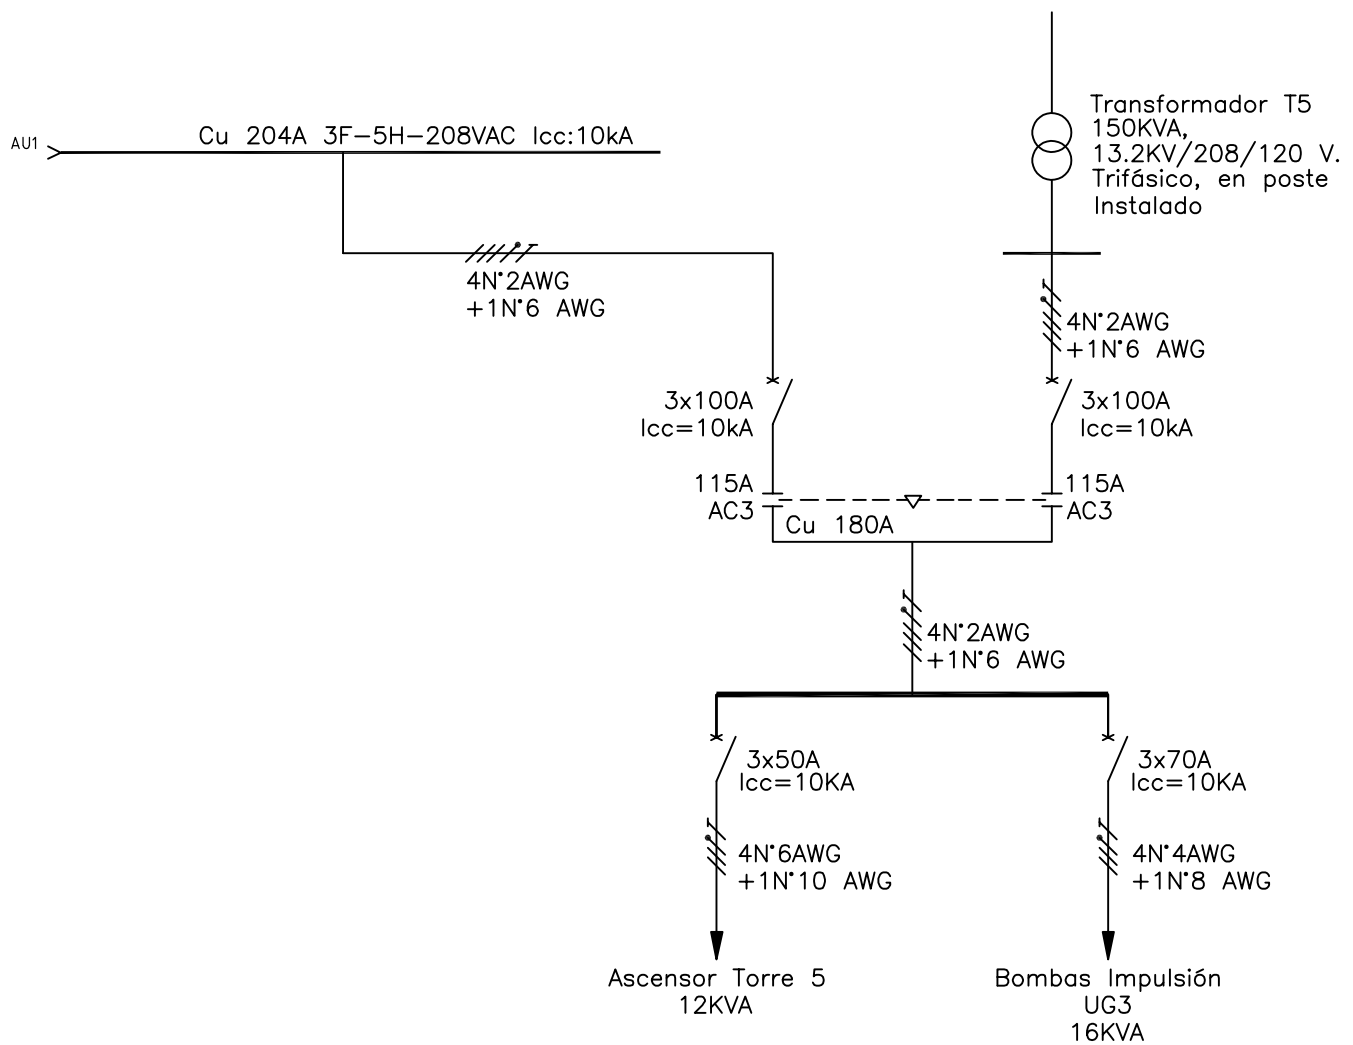 Transformador T5
150KVA,
13.2KV/208/120 V.
Trifásico, en poste
Instalado
AU1
Cu 204A 3F-5H-208VAC Icc:10kA
4N°2AWG
+1N°6 AWG
4N°2AWG
+1N°6 AWG
3x100A
Icc=10kA
3x100A
Icc=10kA
115A
AC3
115A
AC3
Cu 180A
4N°2AWG
+1N°6 AWG
3x50A
Icc=10KA
3x70A
Icc=10KA
4N°6AWG
+1N°10 AWG
4N°4AWG
+1N°8 AWG
Ascensor Torre 5
12KVA
Bombas Impulsión
UG3
16KVA